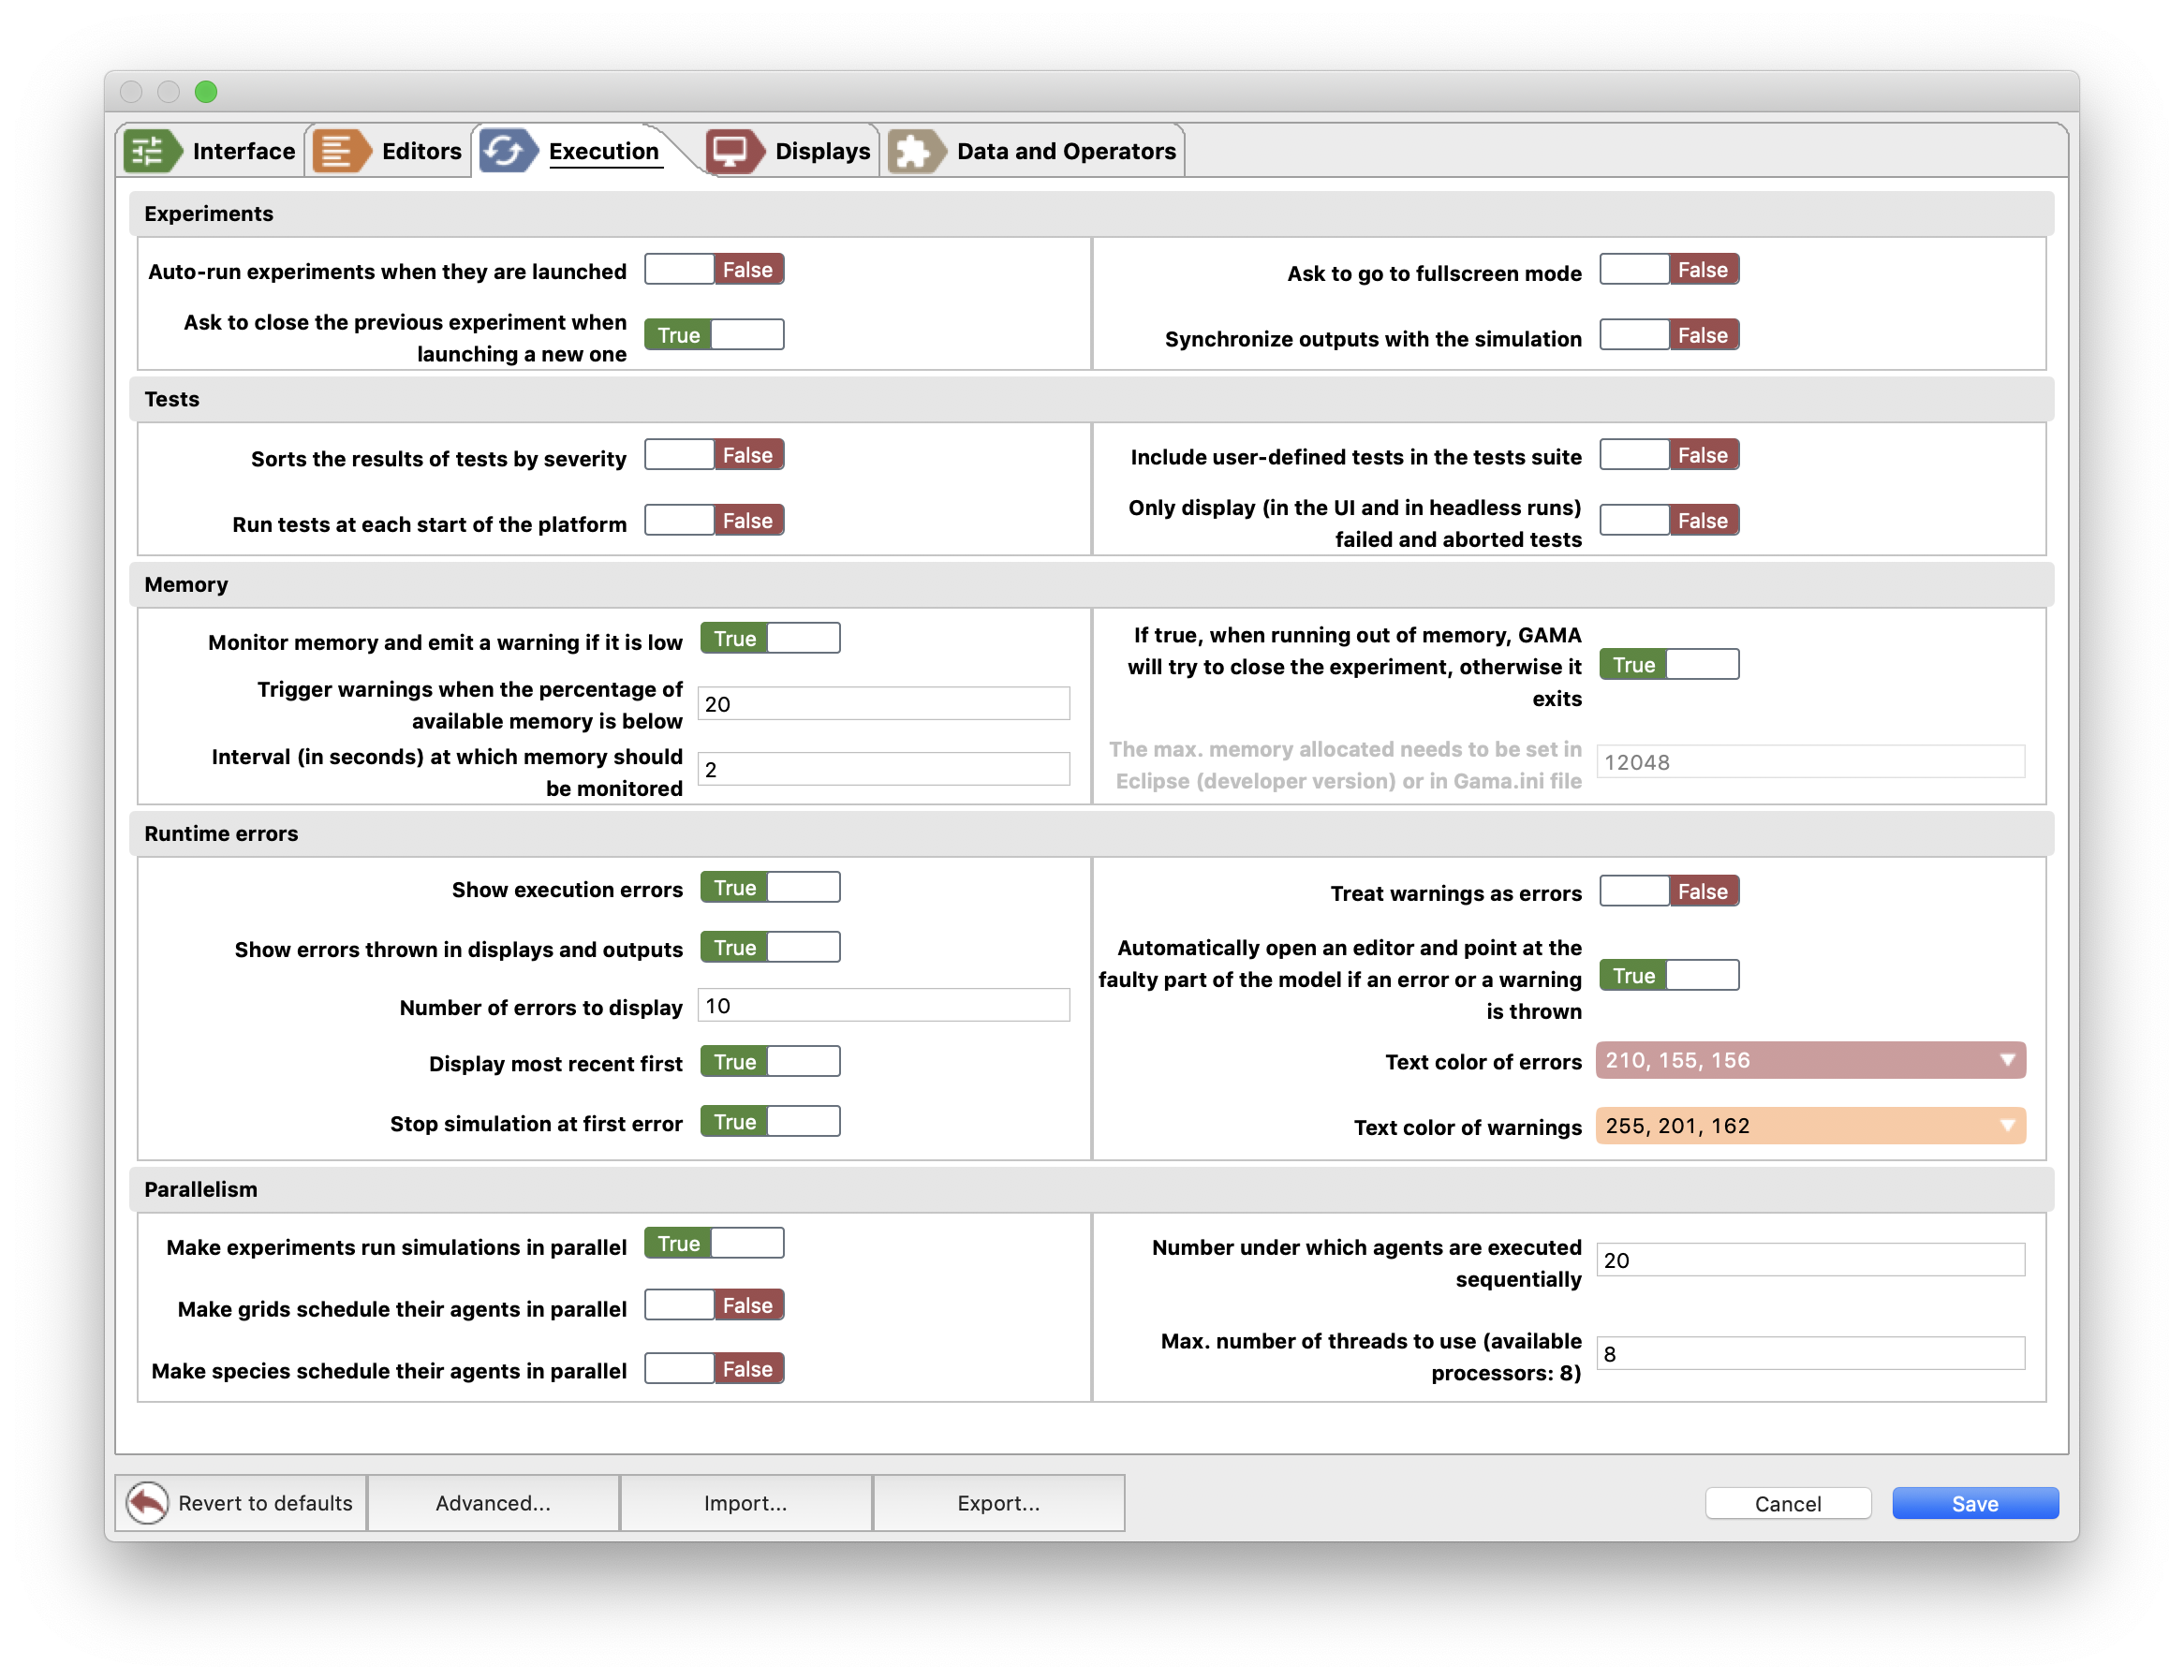 Interface
Editors
Execution
Displays
Data and Operators
Experiments
Auto-run experiments when they are launched
False
Ask to close the previous experiment when
launching a new one
True
Ask to go to fullscreen mode
False
Synchronize outputs with the simulation
False
Tests
Sorts the results of tests by severity
False
Run tests at each start of the platform
False
Include user-defined tests in the tests suite
False
Only display (in the UI and in headless runs)
failed and aborted tests
False
Memory
Monitor memory and emit a warning if it is low
True
Trigger warnings when the percentage of
available memory is below
20
Interval (in seconds) at which memory should
be monitored
2
If true, when running out of memory, GAMA
will try to close the experiment, otherwise it
exits
True
The max. memory allocated needs to be set in
Eclipse (developer version) or in Gama.ini file
12048
Runtime errors
Show execution errors
True
Show errors thrown in displays and outputs
True
Number of errors to display
10
Display most recent first
True
Stop simulation at first error
True
Treat warnings as errors
False
Automatically open an editor and point at the
faulty part of the model if an error or a warning
is thrown
True
Text color of errors
210, 155, 156
Text color of warnings
255, 201, 162
Parallelism
Make experiments run simulations in parallel
True
Make grids schedule their agents in parallel
False
Make species schedule their agents in parallel
False
Number under which agents are executed
sequentially
20
Max. number of threads to use (available
processors: 8)
8
Revert to defaults
Advanced...
Import...
Export...
Cancel
Save